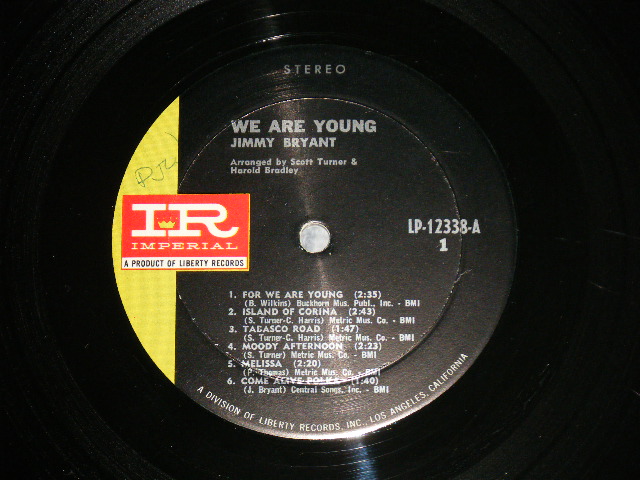 STEREO
WE ARE YOUNG
JIMMY BRYANT
Arranged by Scott Turner &
Harold Bradley
IR
IMPERIAL
A PRODUCT OF LIBERTY RECORDS
LP-12338-A
1
1. FOR WE ARE YOUNG (2:35)
(B. Wilkins) Buckhorn Mus. Publ., Inc. - BMI
2. ISLAND OF CORINA (2:43)
(S. Turner-C. Harris) Metric Mus. Co. - BMI
3. TABASCO ROAD (1:47)
(S. Turner-C. Harris) Metric Mus. Co. - BMI
4. MOODY AFTERNOON (2:23)
(S. Turner) Metric Mus. Co. - BMI
5. MELISSA (2:20)
(P. Thomas) Metric Mus. Co. - BMI
6. COME ALIVE POLKA (1:40)
(J. Bryant) Central Songs, Inc. - BMI
A DIVISION OF LIBERTY RECORDS, INC., LOS ANGELES, CALIFORNIA